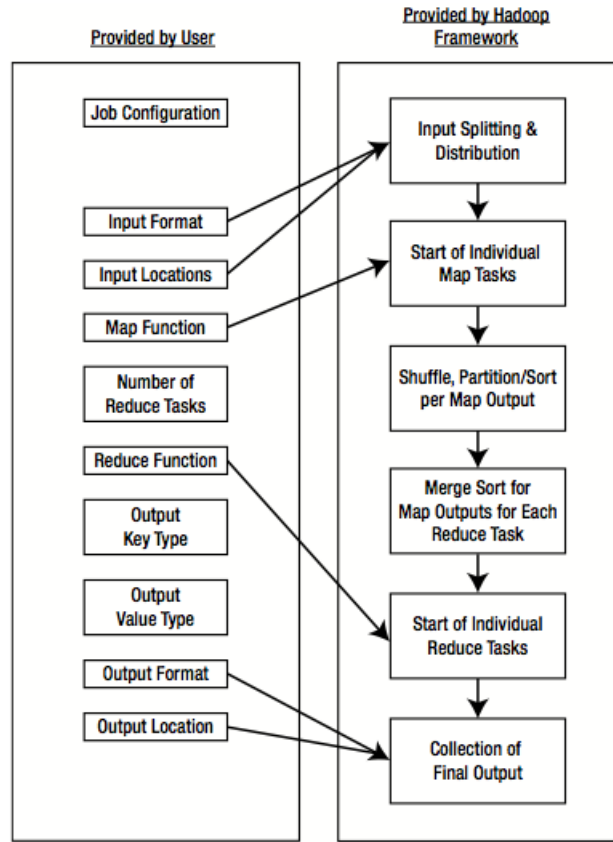 Provided by User
Job Configuration
Input Format
Input Locations
Map Function
Number of
Reduce Tasks
Reduce Function
Output
Key Type
Output
Value Type
Output Format
Output Location
Provided by Hadoop
Framework
Input Splitting &
Distribution
Start of Individual
Map Tasks
Shuffle, Partition/Sort
per Map Output
Merge Sort for
Map Outputs for Each
Reduce Task
Start of Individual
Reduce Tasks
Collection of
Final Output